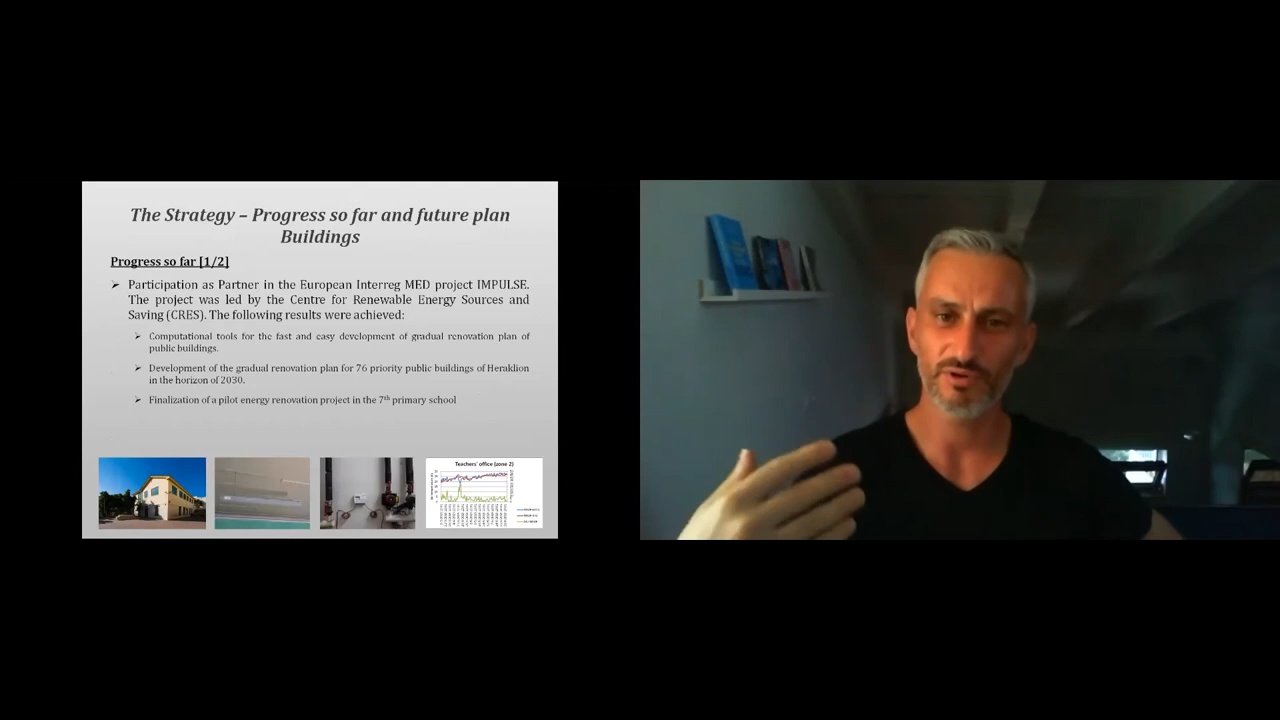 The Strategy – Progress so far and future plan
Buildings
Progress so far [1/2]
Participation as Partner in the European Interreg MED project IMPULSE.
The project was led by the Centre for Renewable Energy Sources and
Saving (CRES). The following results were achieved:
Computational tools for the fast and easy development of gradual renovation plan of
public buildings.
Development of the gradual renovation plan for 76 priority public buildings of Heraklion
in the horizon of 2030.
Finalization of a pilot energy renovation project in the 7th primary school
Teachers' office (zone 2)